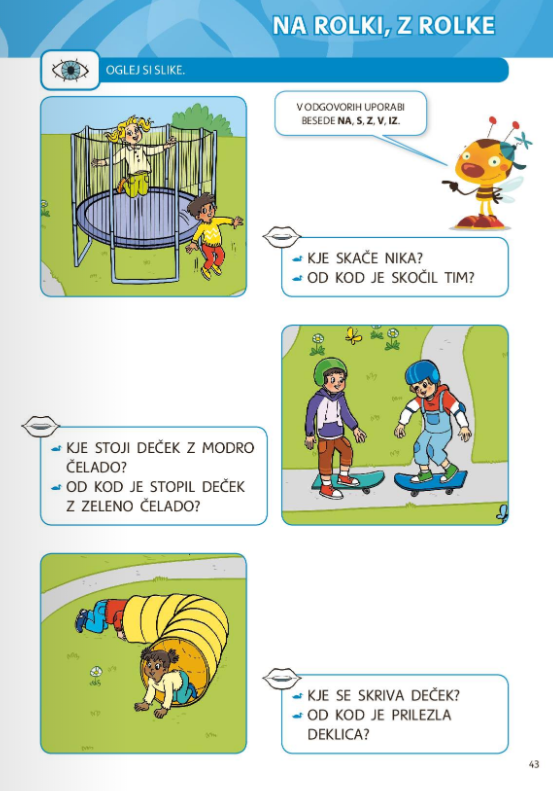 NA ROLKI, Z ROLKE
OGLEJ SI SLIKE.
V ODGOVORIH UPORABI
BESEDE NA, S, Z, V, IZ.
KJE SKAČE NIKA?
OD KOD JE SKOČIL TIM?
KJE STOJI DEČEK Z MODRO
ČELADO?
OD KOD JE STOPIL DEČEK
Z ZELENO ČELADO?
KJE SE SKRIVA DEČEK?
OD KOD JE PRILEZLA
DEKLICA?
43